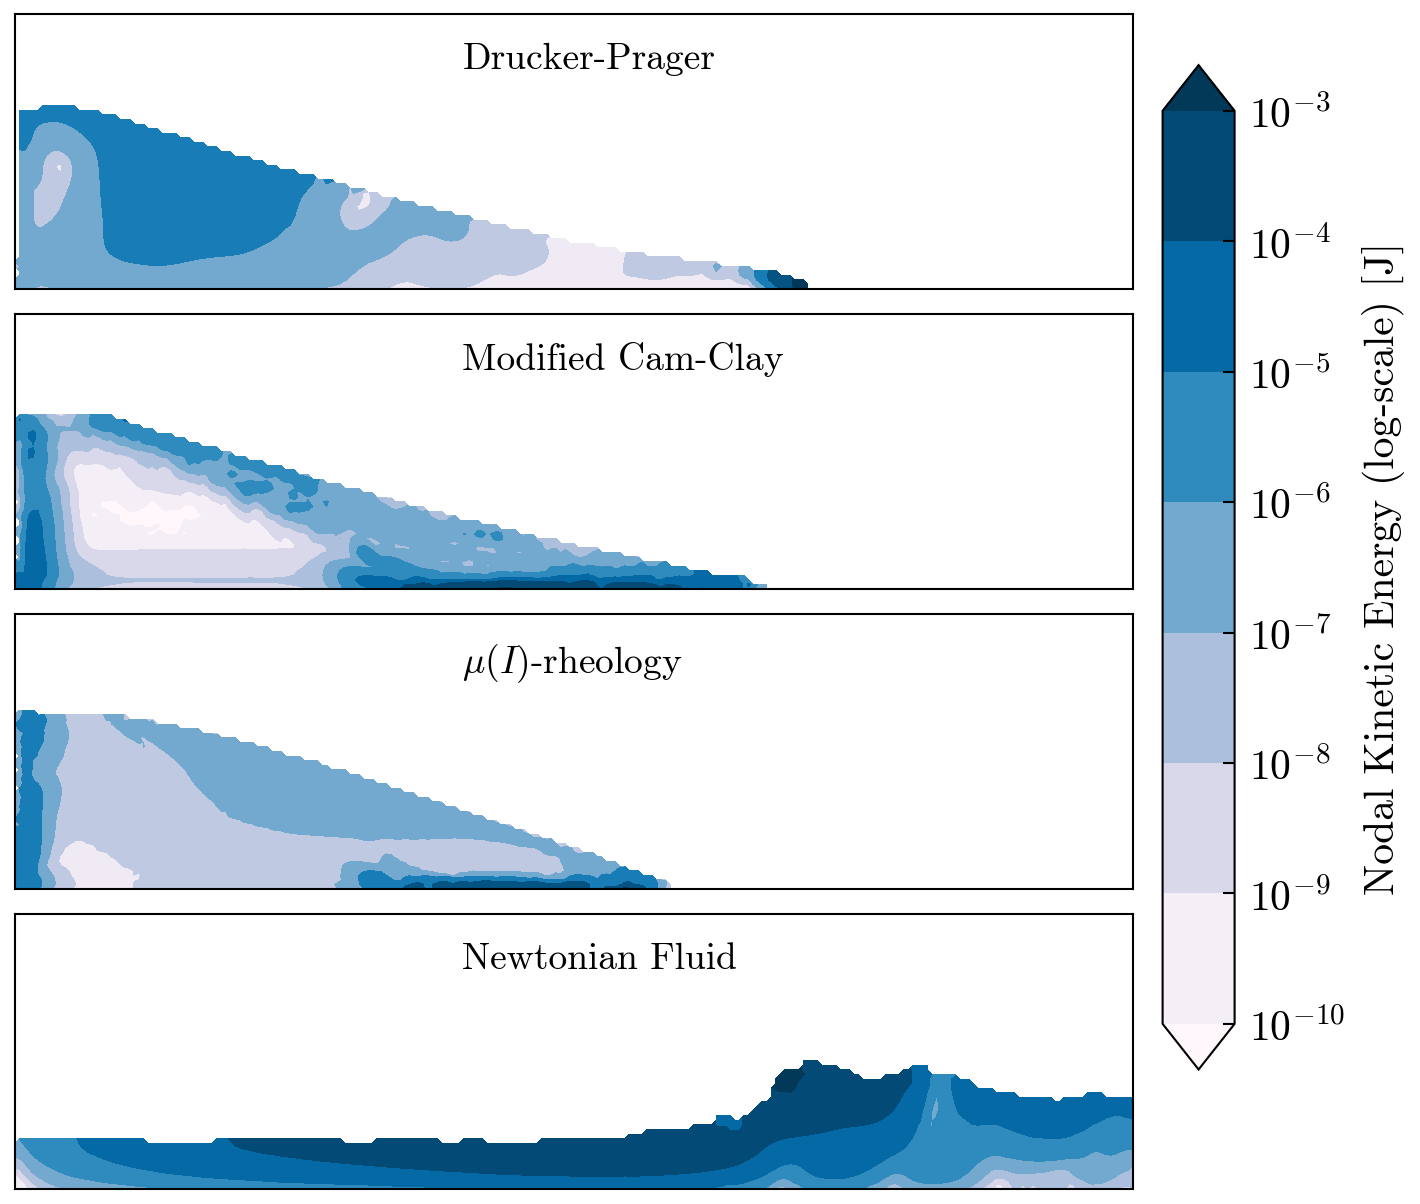 Drucker-Prager
Modified Cam-Clay
μ(I)-rheology
Newtonian Fluid
10⁻³
10⁻⁴
10⁻⁵
10⁻⁶
10⁻⁷
10⁻⁸
10⁻⁹
10⁻¹⁰
Nodal Kinetic Energy (log-scale) [J]